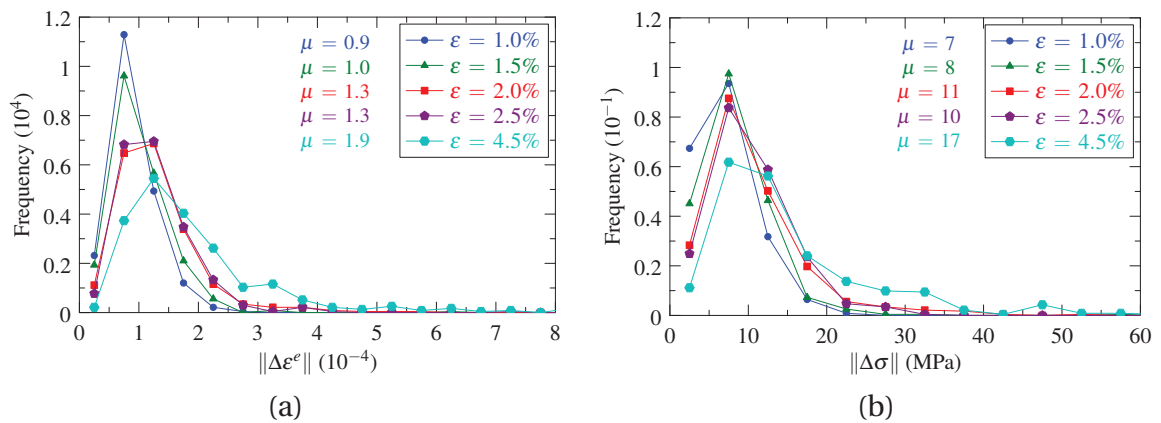 1.2
1
0.8
0.6
0.4
0.2
0
Frequency (10⁴)
μ = 0.9
μ = 1.0
μ = 1.3
μ = 1.3
μ = 1.9
ε = 1.0%
ε = 1.5%
ε = 2.0%
ε = 2.5%
ε = 4.5%
0 1 2 3 4 5 6 7 8
‖Δεᵉ‖ (10⁻⁴)
(a)
1.2
1
0.8
0.6
0.4
0.2
0
Frequency (10⁻¹)
μ = 7
μ = 8
μ = 11
μ = 10
μ = 17
ε = 1.0%
ε = 1.5%
ε = 2.0%
ε = 2.5%
ε = 4.5%
0 10 20 30 40 50 60
‖Δσ‖ (MPa)
(b)